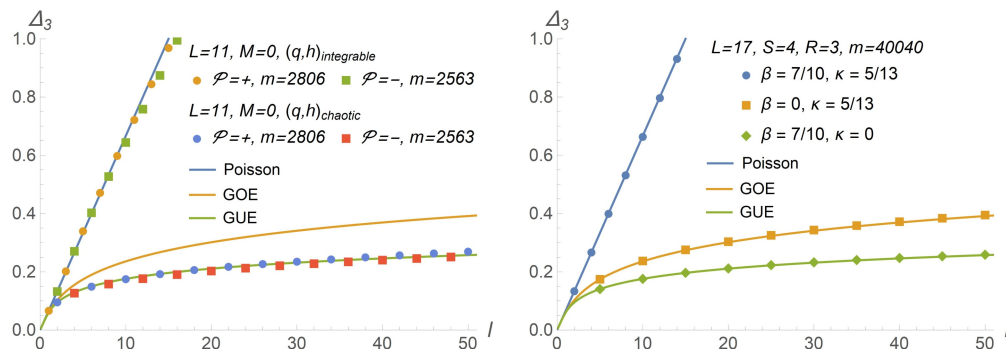 Δ₃
1.0
0.8
0.6
0.4
0.2
0.0
0
10
20
30
40
50
l
L=11, M=0, (q,h)integrable
𝒫=+, m=2806
𝒫=−, m=2563
L=11, M=0, (q,h)chaotic
𝒫=+, m=2806
𝒫=−, m=2563
Poisson
GOE
GUE
Δ₃
1.0
0.8
0.6
0.4
0.2
0.0
0
10
20
30
40
50
l
L=17, S=4, R=3, m=40040
β = 7/10, κ = 5/13
β = 0, κ = 5/13
β = 7/10, κ = 0
Poisson
GOE
GUE